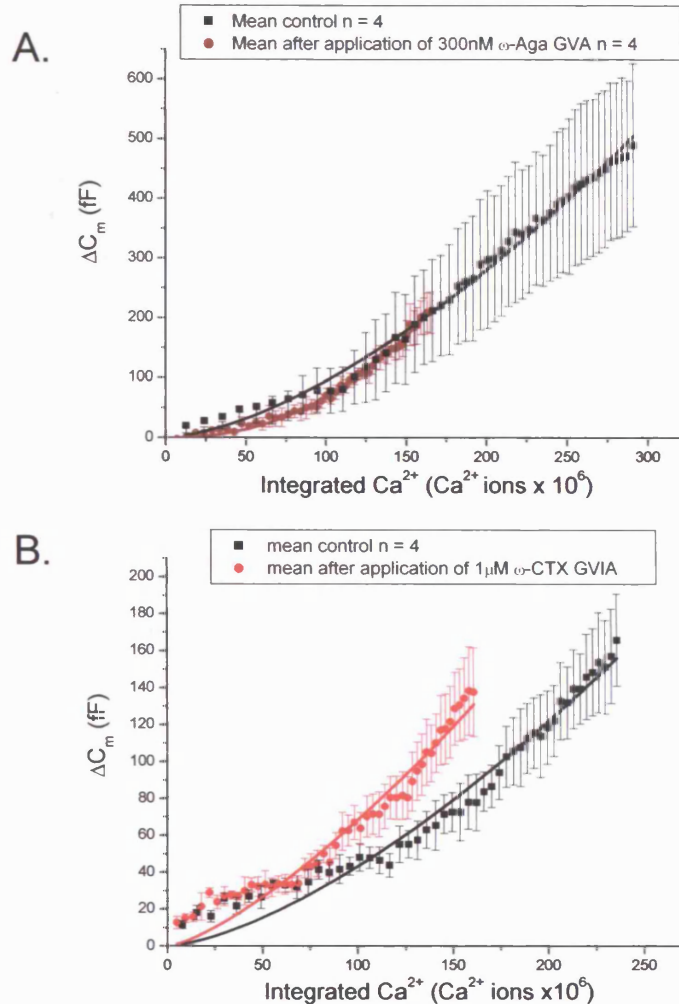 A.
Mean control n = 4
Mean after application of 300nM ω-Aga GVA n = 4
600
500
400
300
200
100
0
ΔCm (fF)
0 50 100 150 200 250 300
Integrated Ca²⁺ (Ca²⁺ ions x 10⁶)
B.
mean control n = 4
mean after application of 1μM ω-CTX GVIA
200
180
160
140
120
100
80
60
40
20
0
ΔCm (fF)
0 50 100 150 200 250
Integrated Ca²⁺ (Ca²⁺ ions x10⁶)